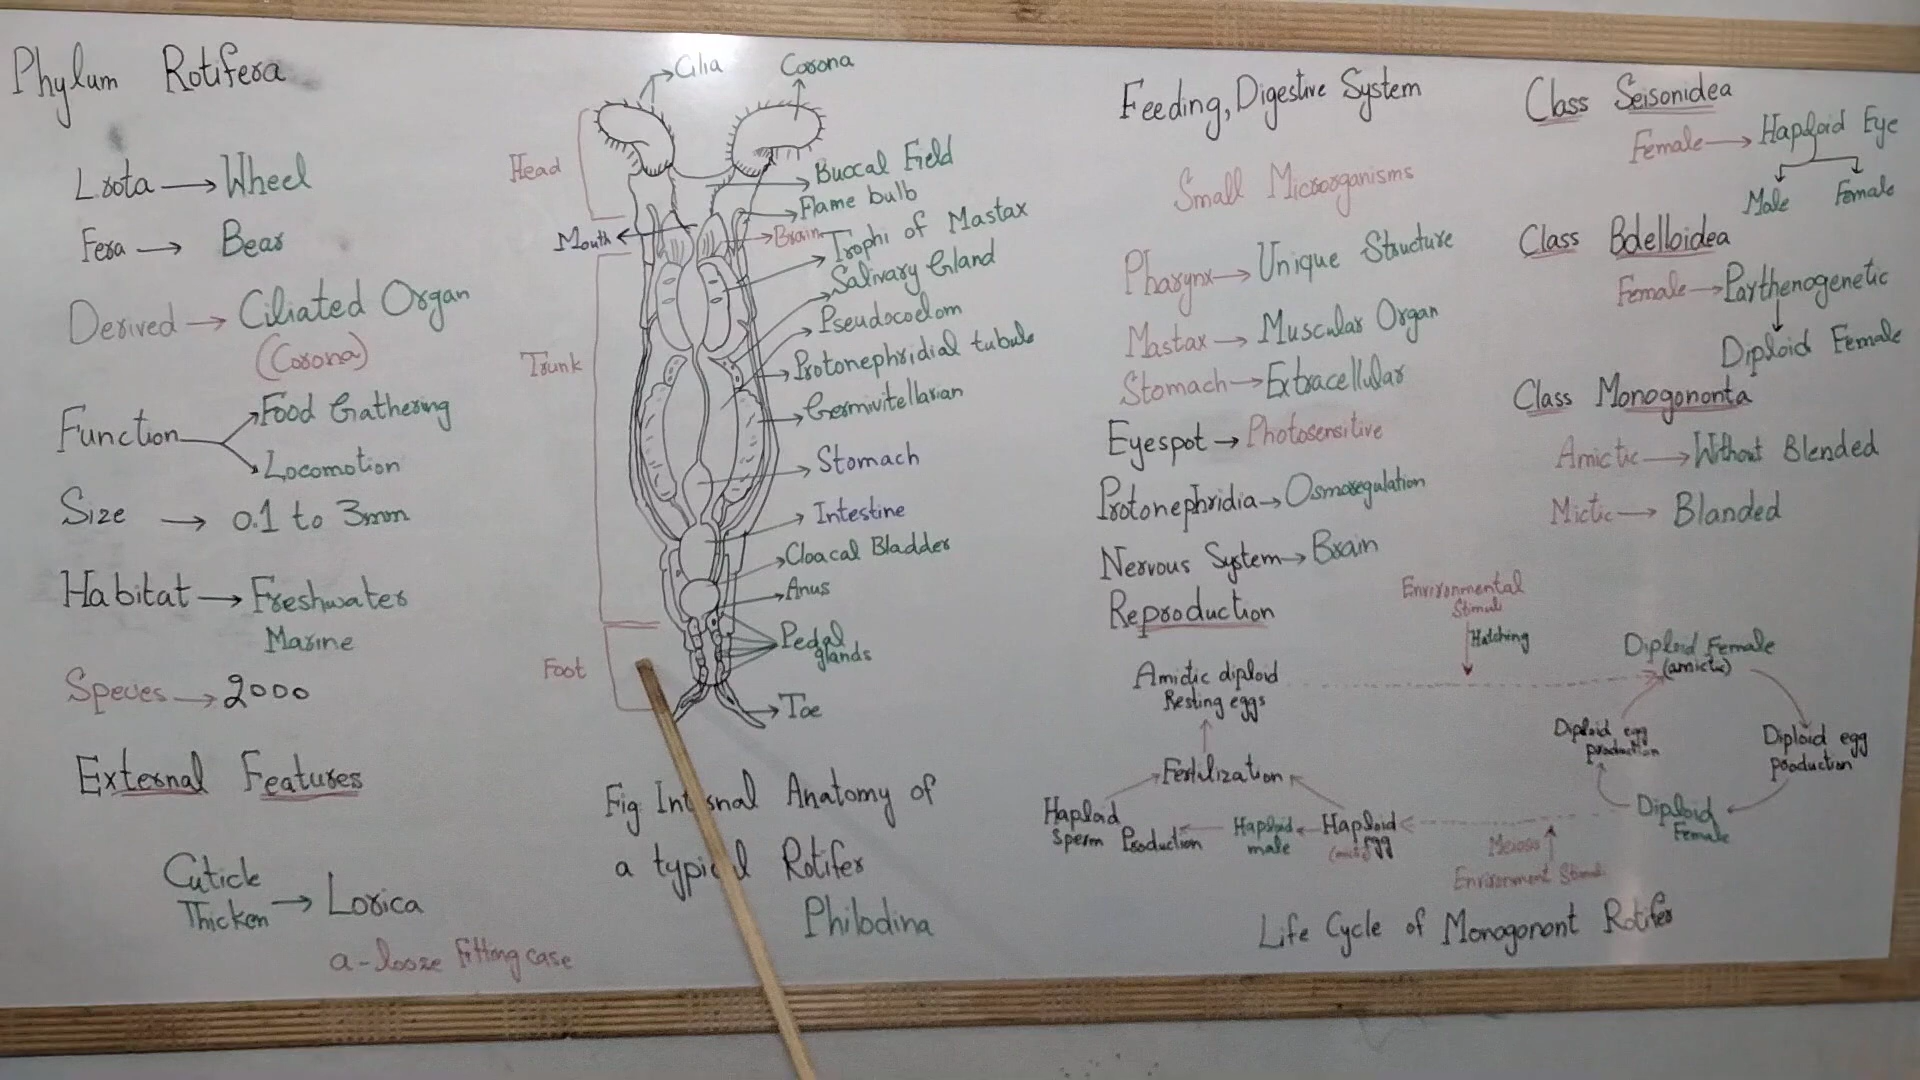 Phylum Rotifera
L rota → Wheel
Fera → Bear
Derived → Ciliated Organ
(Corona)
Function → Food Gathering
→ Locomotion
Size → 0.1 to 3mm
Habitat → Freshwater
Marine
Species → 2000
External Features
Cuticle
Thicken → Lorica
a-looze fitting case
Cilia
Corona
Head
Buccal Field
Flame bulb
Mouth
Brain
Trophi of Mastax
Salivary Gland
Pseudocoelom
Trunk
Protonephridial tubule
Germivitellarian
Stomach
Intestine
Cloacal Bladder
Anus
Pedal
glands
Foot
Toe
Fig Internal Anatomy of
a typical Rotifer
Philodina
Feeding, Digestive System
Small Microorganisms
Pharynx → Unique Structure
Mastax → Muscular Organ
Stomach → Extracellular
Eyespot → Photosensitive
Protonephridia → Osmoregulation
Nervous System → Brain
Reproduction
Environmental
Stimuli
Hatching
Amictic diploid
Resting eggs
Diploid Female
(amictic)
Diploid egg
production
Diploid egg
production
Fertilization
Haploid
Sperm Production
Haploid
male
Haploid
egg
Diploid
Female
Meiosis
Environment Stimuli
Life Cycle of Monogonont Rotifer
Class Seisonidea
Female → Haploid Eye
Male Female
Class Bdelloidea
Female → Parthenogenetic
Diploid Female
Class Monogononta
Amictic → Without Blended
Mictic → Blanded